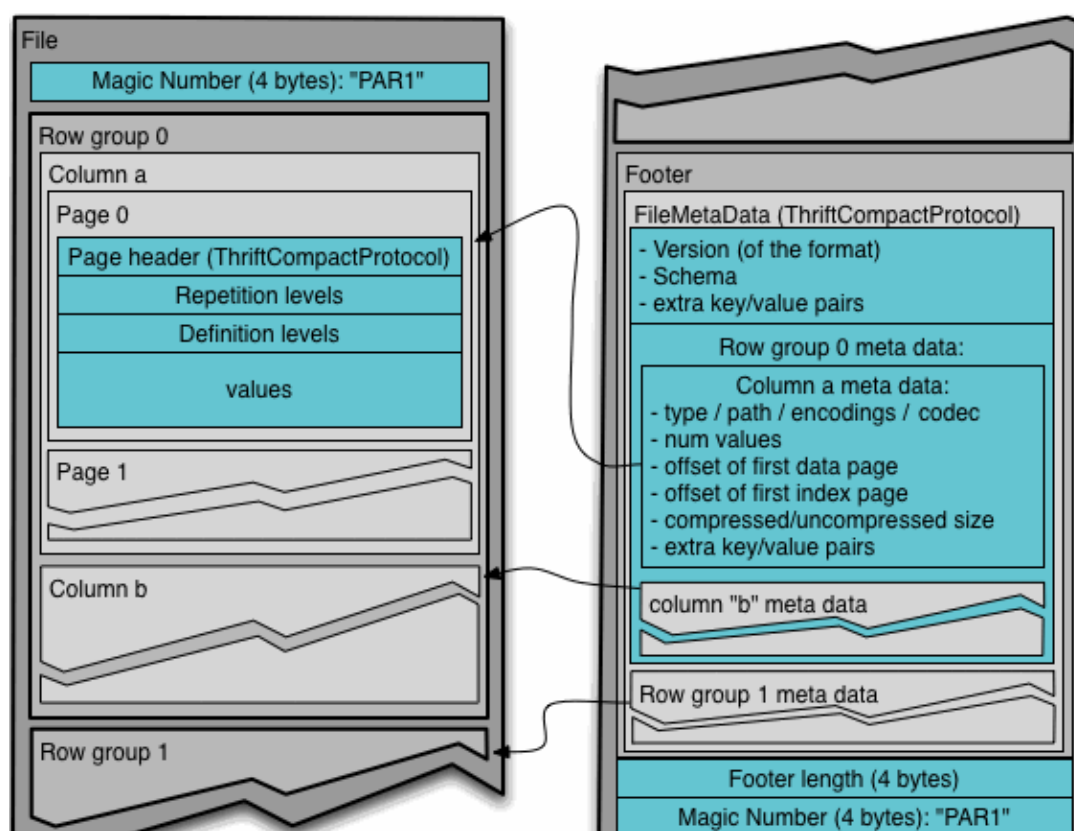 File
Magic Number (4 bytes): "PAR1"
Row group 0
Column a
Page 0
Page header (ThriftCompactProtocol)
Repetition levels
Definition levels
values
Page 1
Column b
Row group 1
Footer
FileMetaData (ThriftCompactProtocol)
- Version (of the format)
- Schema
- extra key/value pairs
Row group 0 meta data:
Column a meta data:
- type / path / encodings / codec
- num values
- offset of first data page
- offset of first index page
- compressed/uncompressed size
- extra key/value pairs
column "b" meta data
Row group 1 meta data
Footer length (4 bytes)
Magic Number (4 bytes): "PAR1"